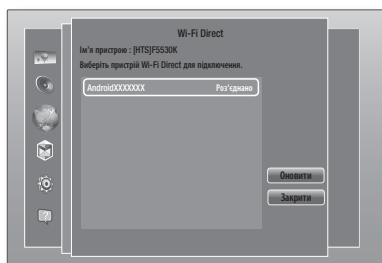 Wi-Fi Direct
Ім'я пристрою : [HTS]F5530K
Виберіть пристрій Wi-Fi Direct для підключення.
AndroidXXXXXXX Роз'єднано
Оновити
Закрити